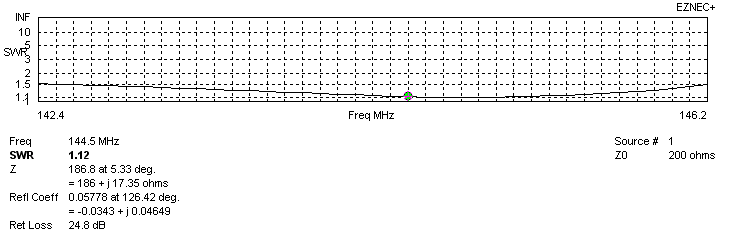 EZNEC+
INF
10
5
SWR
3
2
1.5
1.1
142.4 Freq MHz 146.2
Freq 144.5 MHz Source # 1
SWR 1.12 Z0 200 ohms
Z 186.8 at 5.33 deg.
= 186 + j 17.35 ohms
Refl Coeff 0.05778 at 126.42 deg.
= -0.0343 + j 0.04649
Ret Loss 24.8 dB